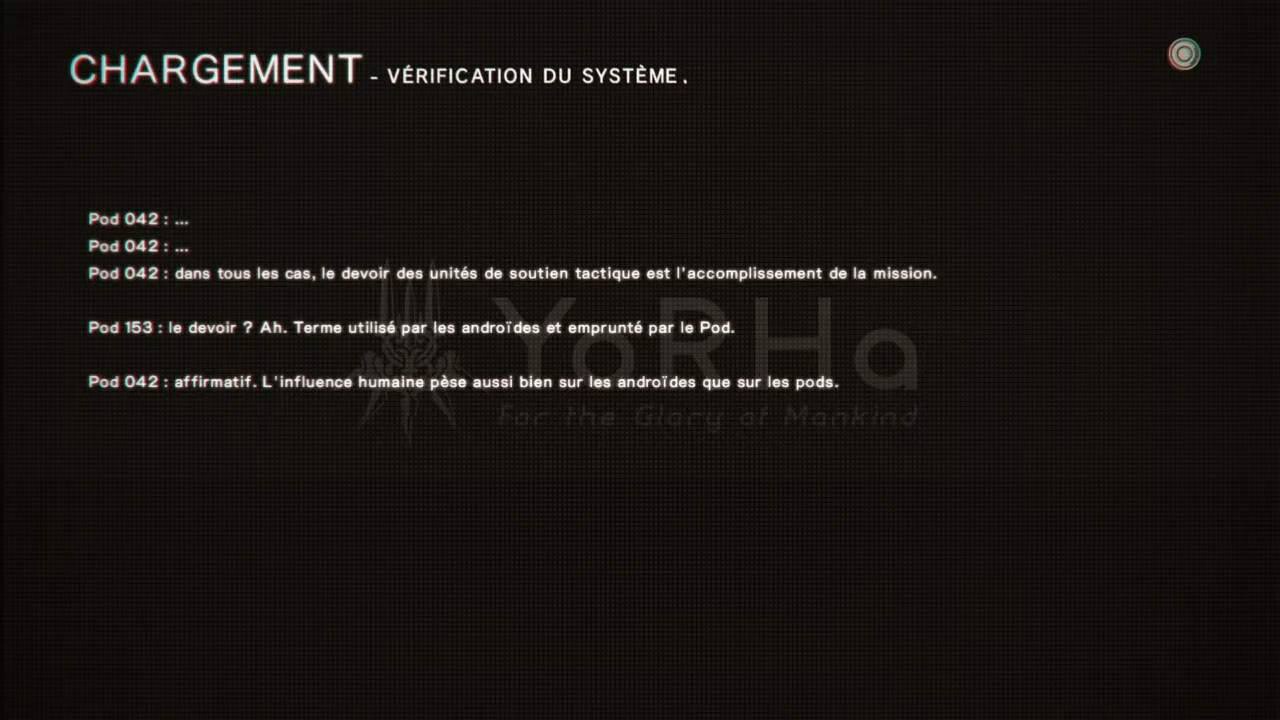 CHARGEMENT - VÉRIFICATION DU SYSTÈME.
Pod 042 : ...
Pod 042 : ...
Pod 042 : dans tous les cas, le devoir des unités de soutien tactique est l'accomplissement de la mission.
Pod 153 : le devoir ? Ah. Terme utilisé par les androïdes et emprunté par le Pod.
YoRHa
Pod 042 : affirmatif. L'influence humaine pèse aussi bien sur les androïdes que sur les pods.
For the Glory of Mankind